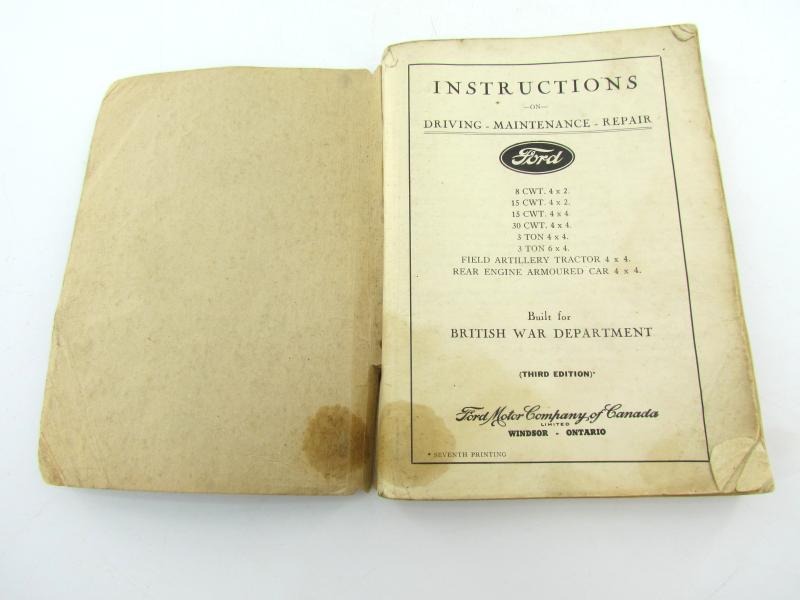 INSTRUCTIONS
—ON—
DRIVING - MAINTENANCE - REPAIR
Ford
8 CWT. 4 x 2.
15 CWT. 4 x 2.
15 CWT. 4 x 4.
30 CWT. 4 x 4.
3 TON 4 x 4.
3 TON 6 x 4.
FIELD ARTILLERY TRACTOR 4 x 4.
REAR ENGINE ARMOURED CAR 4 x 4.
Built for
BRITISH WAR DEPARTMENT
(THIRD EDITION)*
Ford Motor Company of Canada
LIMITED
WINDSOR - ONTARIO
* SEVENTH PRINTING